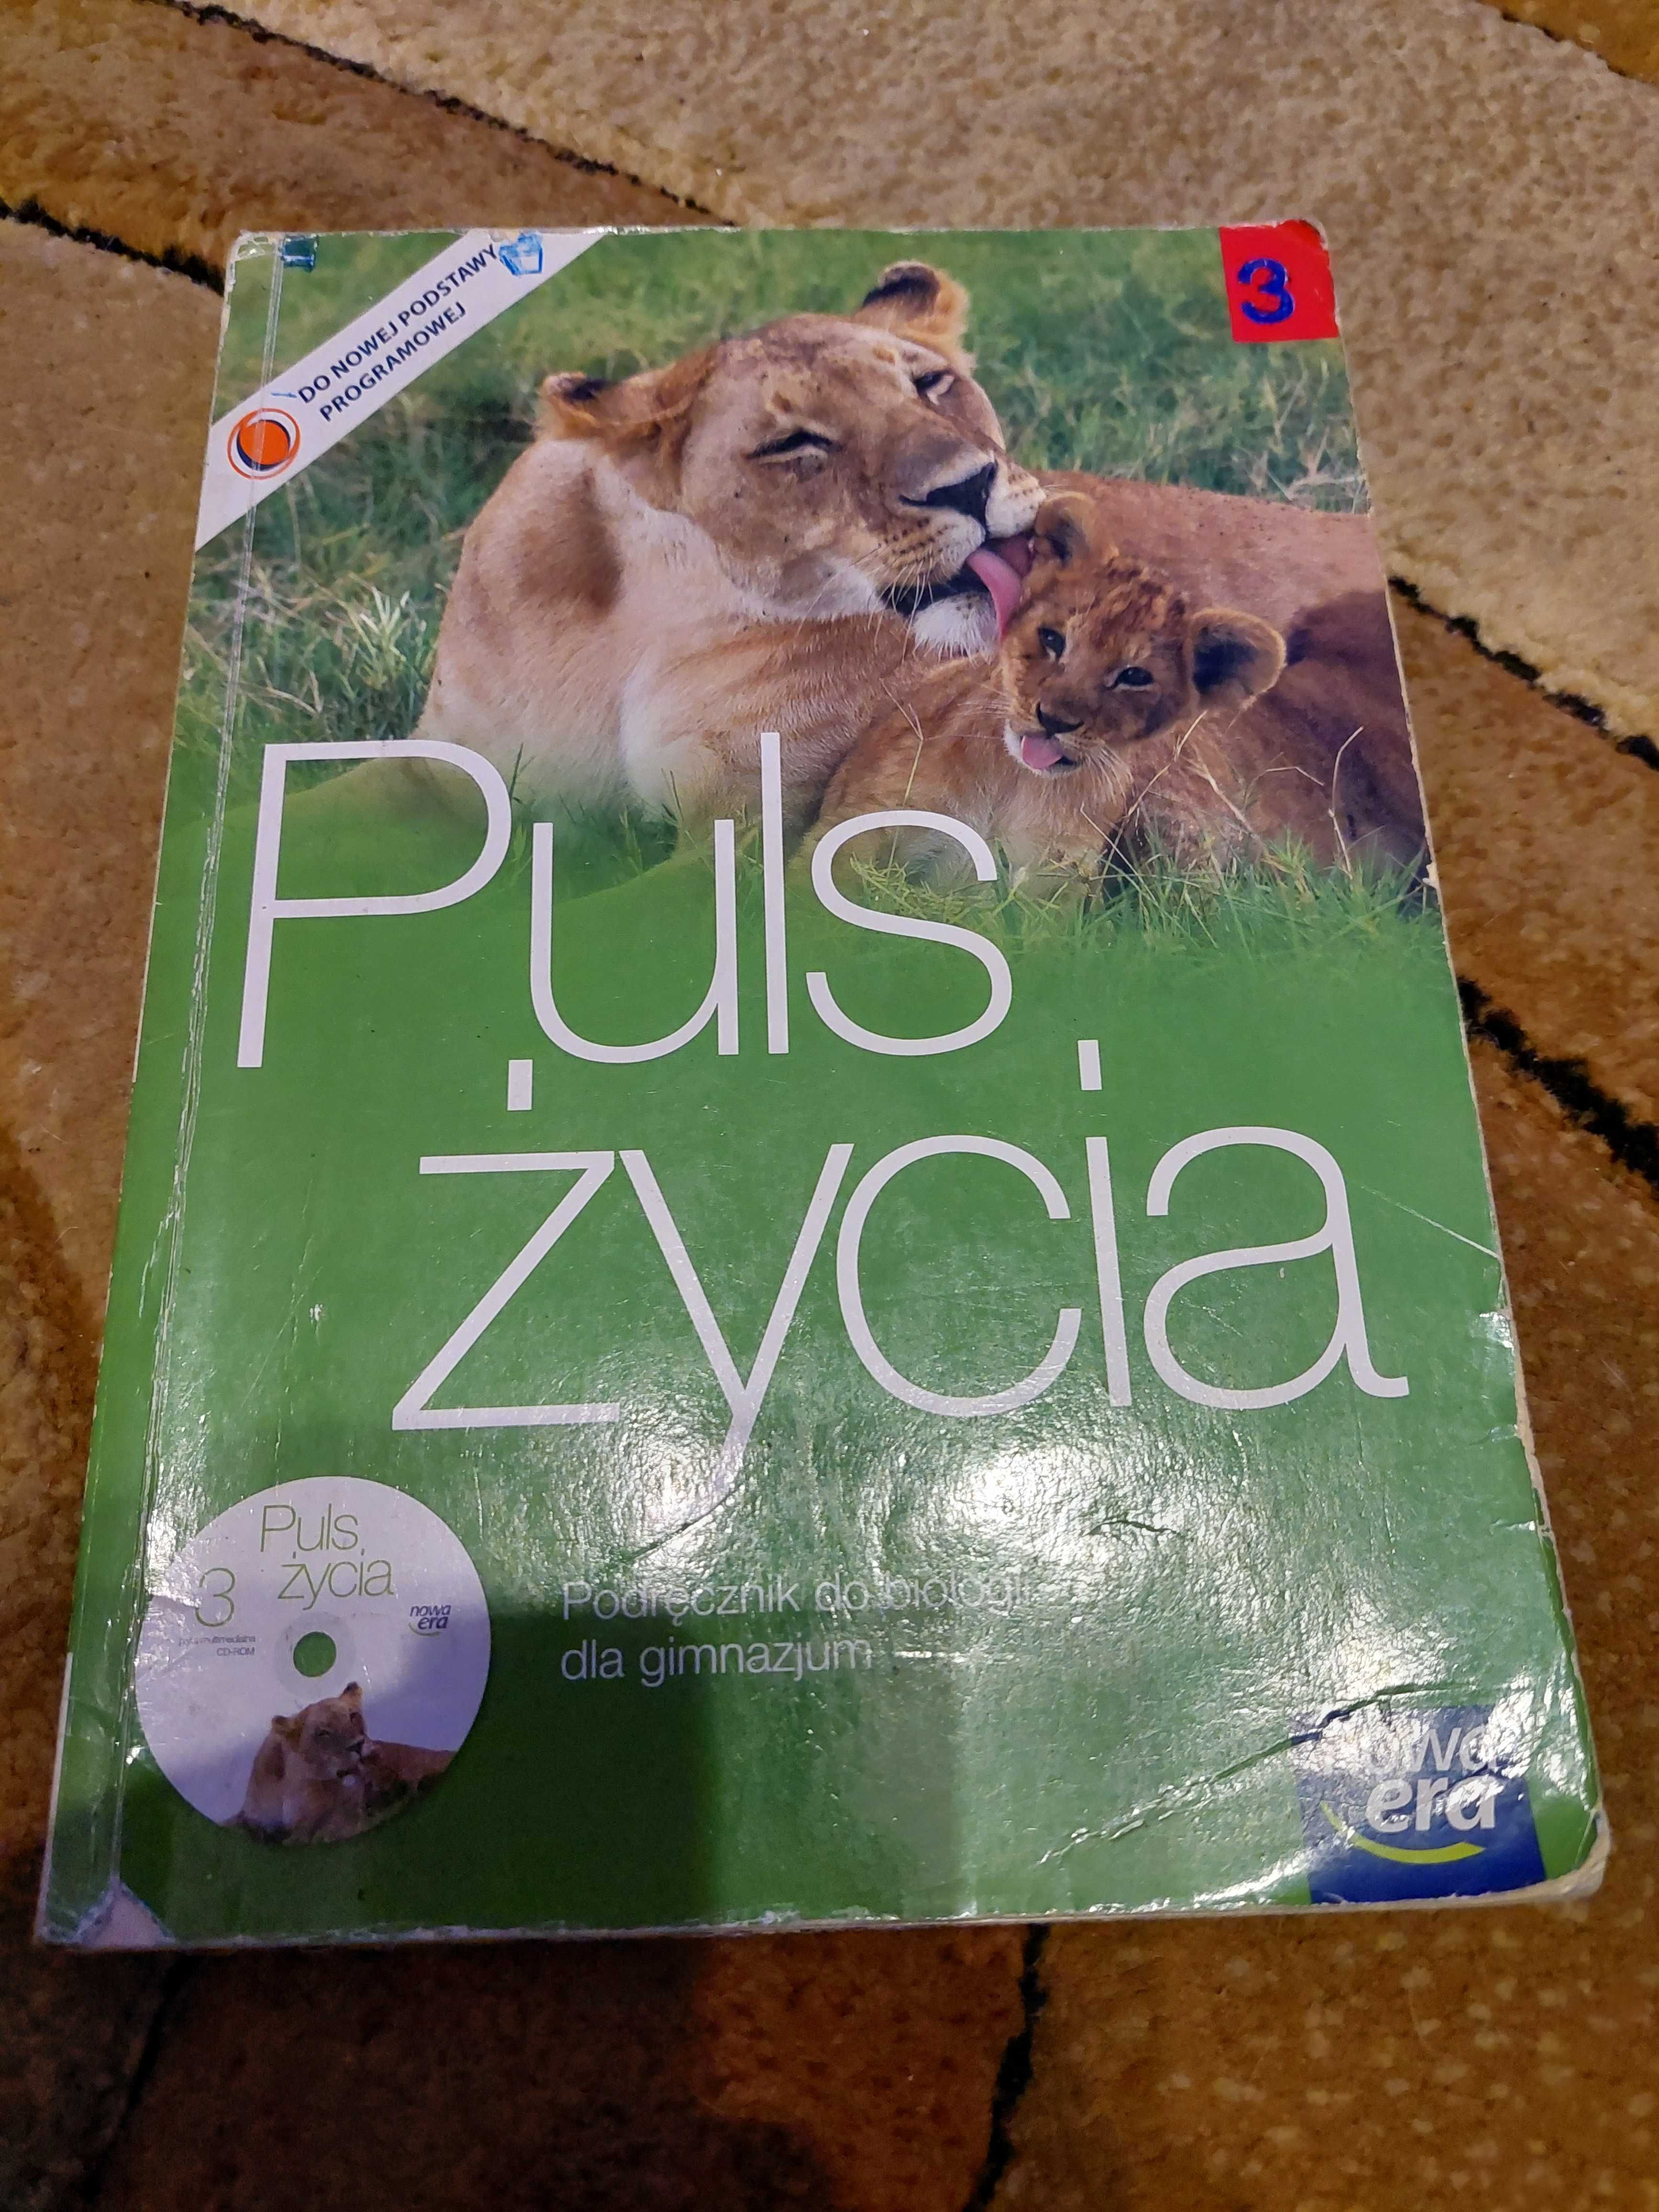 DO NOWEJ PODSTAWY
PROGRAMOWEJ
3
Puls
życia
Puls
życia
3
nowa
era
CD-ROM
Podręcznik do biologii
dla gimnazjum
nowa
era